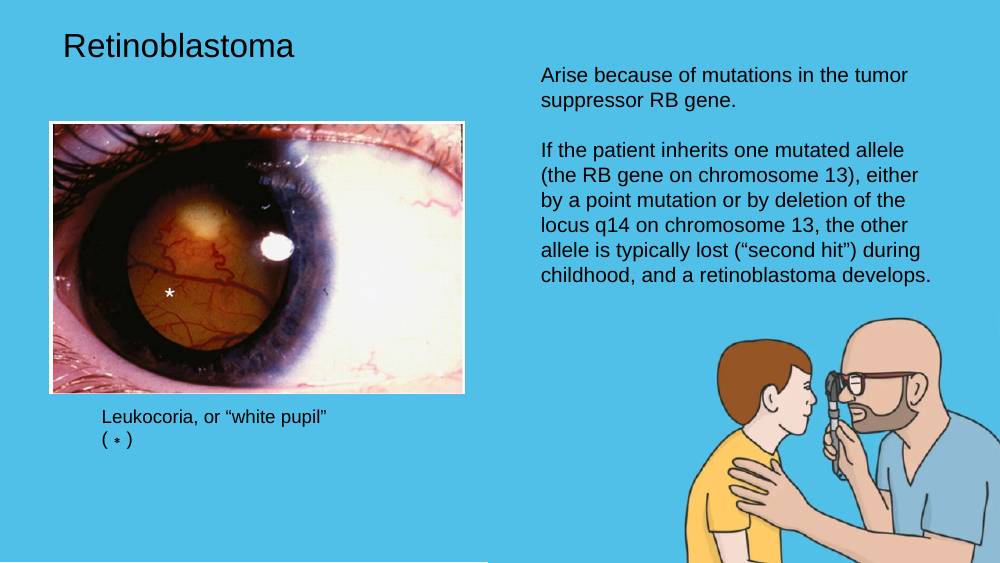 Retinoblastoma
Arise because of mutations in the tumor
suppressor RB gene.
If the patient inherits one mutated allele
(the RB gene on chromosome 13), either
by a point mutation or by deletion of the
locus q14 on chromosome 13, the other
allele is typically lost (“second hit”) during
childhood, and a retinoblastoma develops.
*
Leukocoria, or “white pupil”
( * )